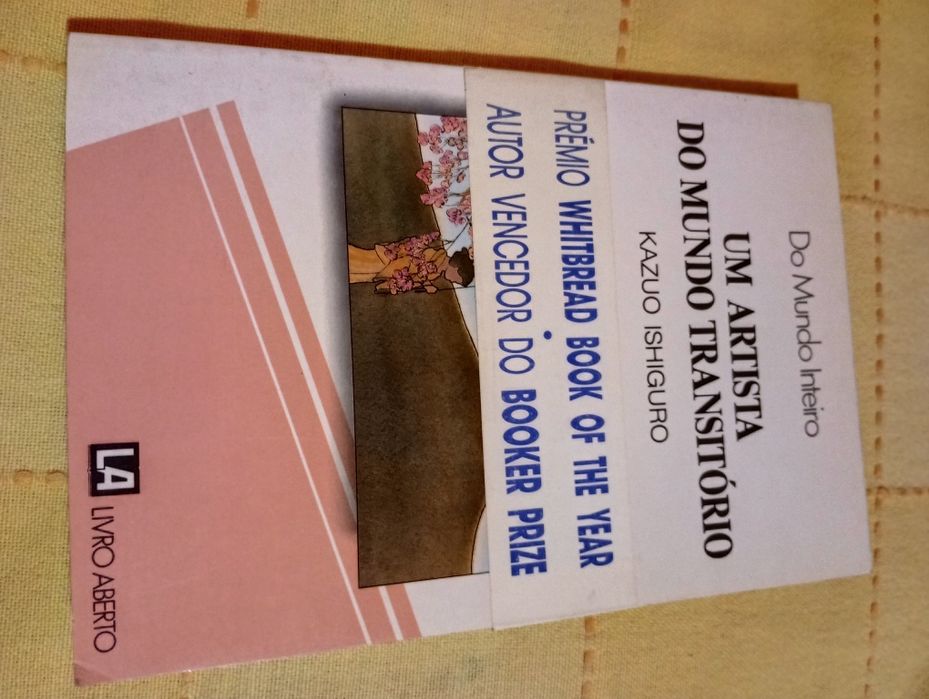 Do Mundo Inteiro
UM ARTISTA
DO MUNDO TRANSITÓRIO
KAZUO ISHIGURO
PRÉMIO WHITBREAD BOOK OF THE YEAR
•
AUTOR VENCEDOR DO BOOKER PRIZE
LA LIVRO ABERTO